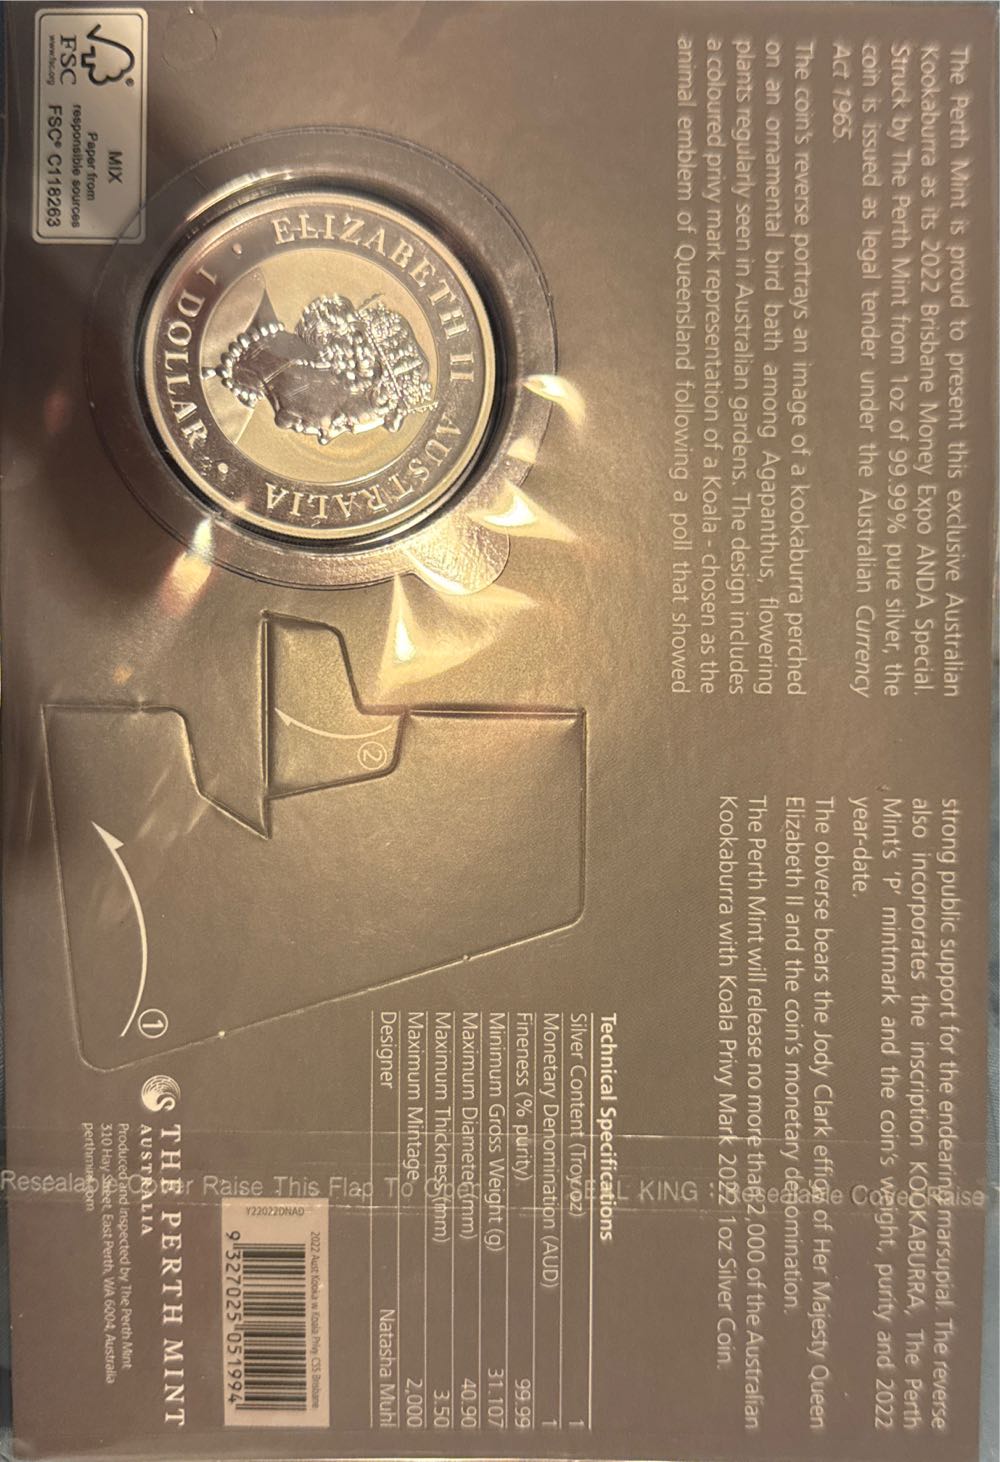 The Perth Mint is proud to present this exclusive Australian
Kookaburra as its 2022 Brisbane Money Expo ANDA Special.
Struck by The Perth Mint from 1oz of 99.99% pure silver, the
coin is issued as legal tender under the Australian Currency
Act 1965.
The coin's reverse portrays an image of a kookaburra perched
on an ornamental bird bath among Agapanthus, flowering
plants regularly seen in Australian gardens. The design includes
a coloured privy mark representation of a Koala - chosen as the
animal emblem of Queensland following a poll that showed
strong public support for the endearing marsupial. The reverse
also incorporates the inscription KOOKABURRA, The Perth
Mint's 'P' mintmark and the coin's weight, purity and 2022
year-date.
The obverse bears the Jody Clark effigy of Her Majesty Queen
Elizabeth II and the coin's monetary denomination.
The Perth Mint will release no more than 2,000 of the Australian
Kookaburra with Koala Privy Mark 2022 1oz Silver Coin.
Technical Specifications
Silver Content (Troy oz) 1
Monetary Denomination (AUD) 1
Fineness (% purity) 99.99
Minimum Gross Weight (g) 31.107
Maximum Diameter (mm) 40.90
Maximum Thickness (mm) 3.50
Maximum Mintage 2,000
Designer Natasha Muhl
ELIZABETH II AUSTRALIA
1 DOLLAR
2
1
MIX
Paper from
responsible sources
FSC® C118263
FSC
www.fsc.org
Resealable Cover Raise This Flap To Open
KING
Resealable Cover Raise
2022 Aust Kooka w Koala Privy CSS Brisbane
Y22022DNAD
9 327025 051994
THE PERTH MINT
AUSTRALIA
Produced and inspected by The Perth Mint
310 Hay Street, East Perth, WA 6004, Australia
perthmint.com